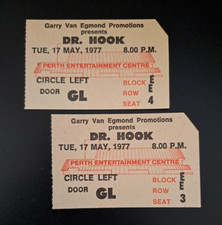 Garry Van Egmond Promotions
presents
DR. HOOK
TUE, 17 MAY, 1977 8.00 P.M.
PERTH ENTERTAINMENT CENTRE
CIRCLE LEFT BLOCK E
DOOR GL ROW E
SEAT 4
Garry Van Egmond Promotions
presents
DR. HOOK
TUE, 17 MAY, 1977 8.00 P.M.
PERTH ENTERTAINMENT CENTRE
CIRCLE LEFT BLOCK E
DOOR GL ROW E
SEAT 3